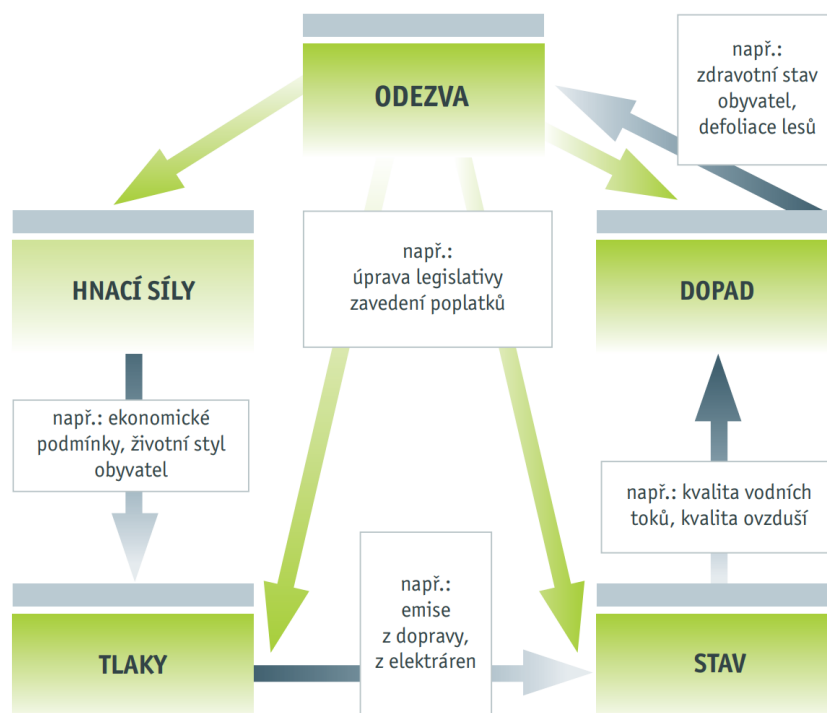 ODEZVA
např.:
zdravotní stav
obyvatel,
defoliace lesů
HNACÍ SÍLY
např.:
úprava legislativy
zavedení poplatků
DOPAD
např.: ekonomické
podmínky, životní styl
obyvatel
např.: kvalita vodních
toků, kvalita ovzduší
TLAKY
např.:
emise
z dopravy,
z elektráren
STAV